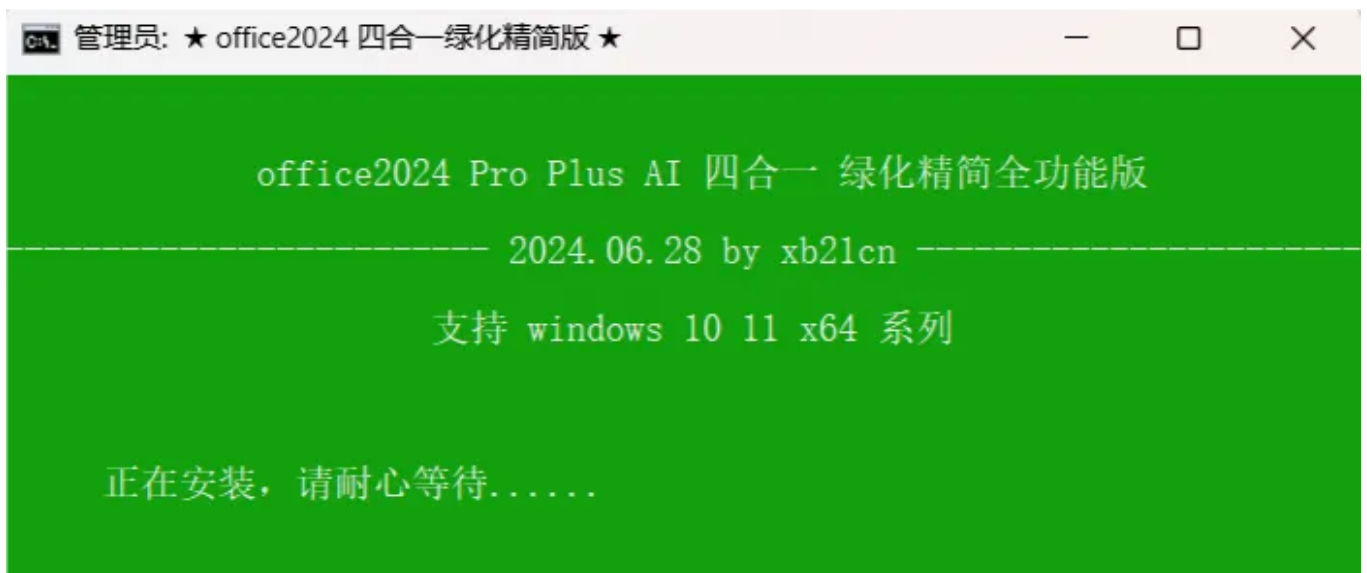 管理员: ★ office2024 四合一绿化精简版 ★
office2024 Pro Plus AI 四合一 绿化精简全功能版
------------------------- 2024.06.28 by xb21cn -----------------------
支持 windows 10 11 x64 系列
正在安装，请耐心等待......